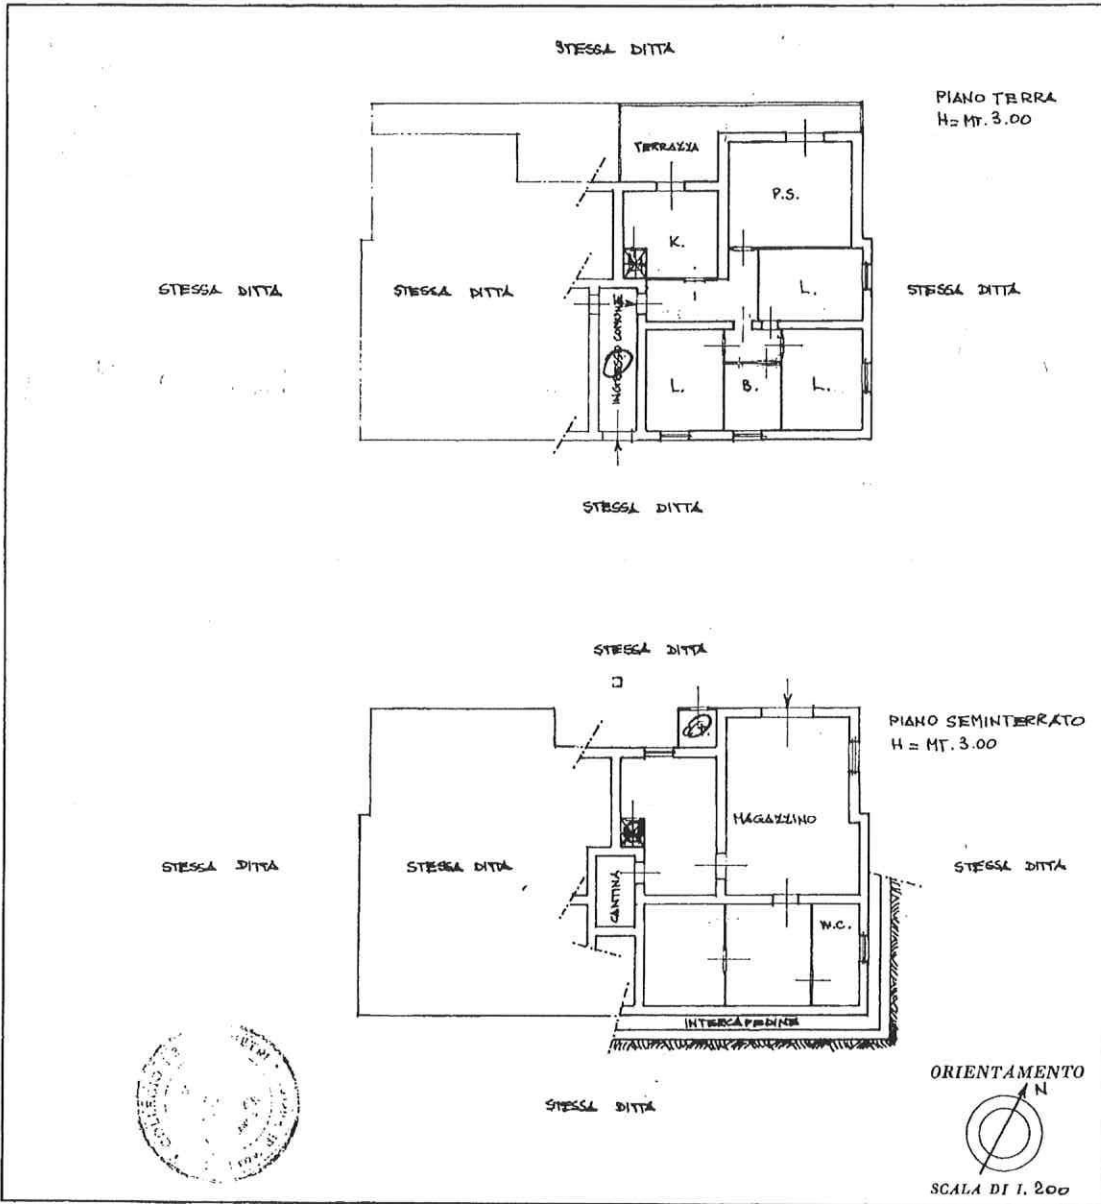 STESSA DITTA
PIANO TERRA
H=MT. 3.00
TERRAZZA
P.S.
K.
STESSA DITTA
STESSA DITTA
I
L.
STESSA DITTA
INGRESSO COMUNE
L.
B.
L.
STESSA DITTA
STESSA DITTA
PIANO SEMINTERRATO
H = MT. 3.00
MAGAZZINO
STESSA DITTA
STESSA DITTA
CANTINA
STESSA DITTA
W.C.
INTERCAPEDINE
STESSA DITTA
COLLEGIO
ORIENTAMENTO
N
SCALA DI 1. 200